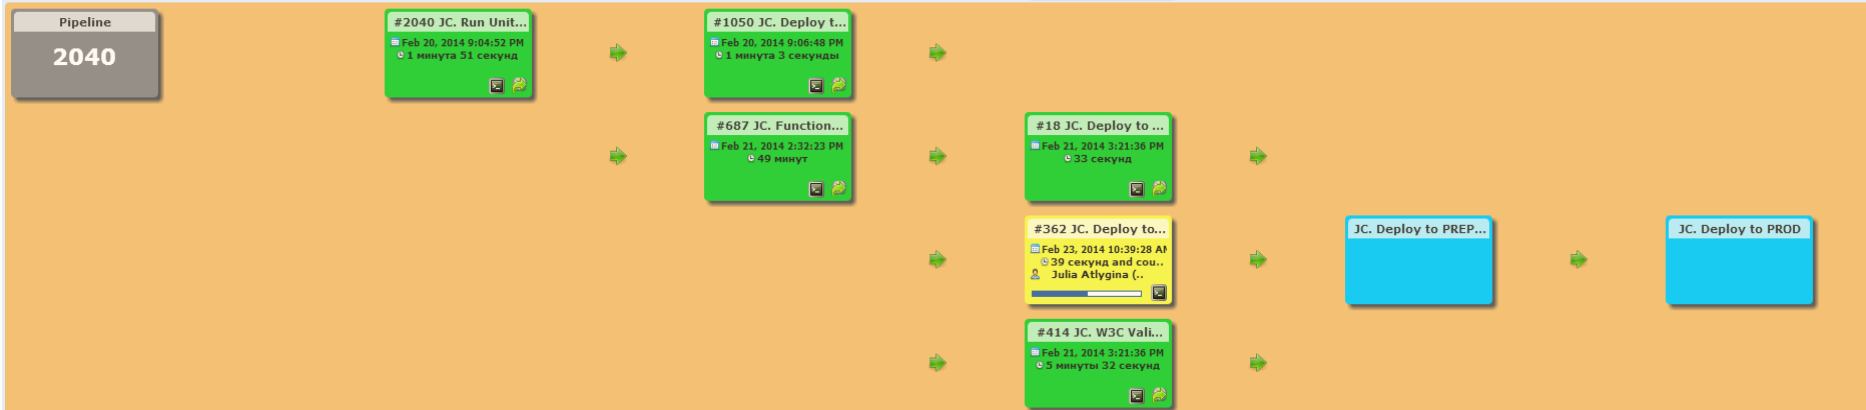 Pipeline
2040
#2040 JC. Run Unit...
Feb 20, 2014 9:04:52 PM
1 минута 51 секунд
#1050 JC. Deploy t...
Feb 20, 2014 9:06:48 PM
1 минута 3 секунды
#687 JC. Function...
Feb 21, 2014 2:32:23 PM
49 минут
#18 JC. Deploy to ...
Feb 21, 2014 3:21:36 PM
33 секунд
#362 JC. Deploy to...
Feb 23, 2014 10:39:28 AM
39 секунд and cou..
Julia Atlygina (..
JC. Deploy to PREP...
JC. Deploy to PROD
#414 JC. W3C Vali...
Feb 21, 2014 3:21:36 PM
5 минуты 32 секунд